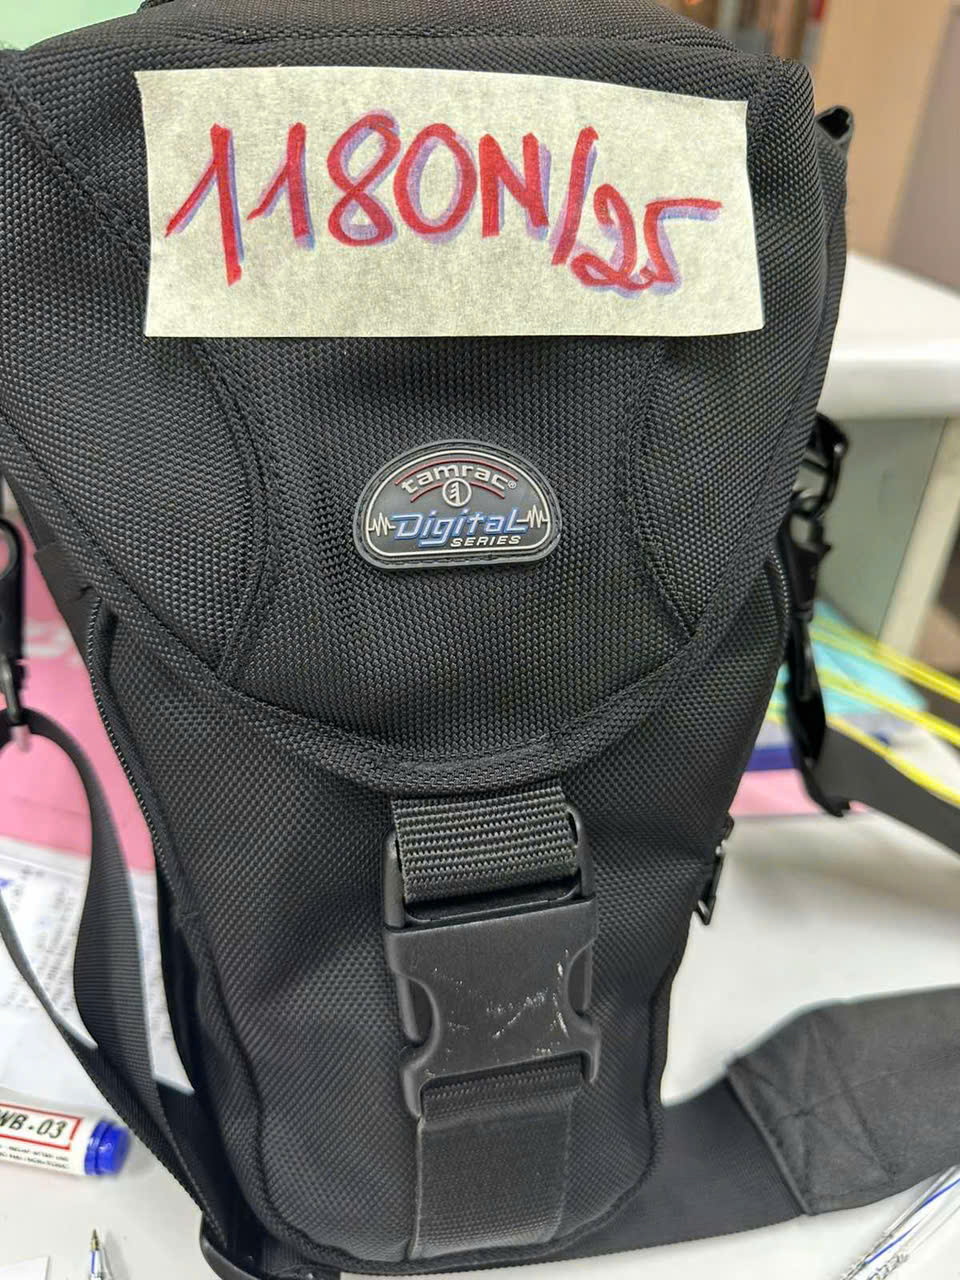 1180N/25
tamrac®
Digital
SERIES
WB-03